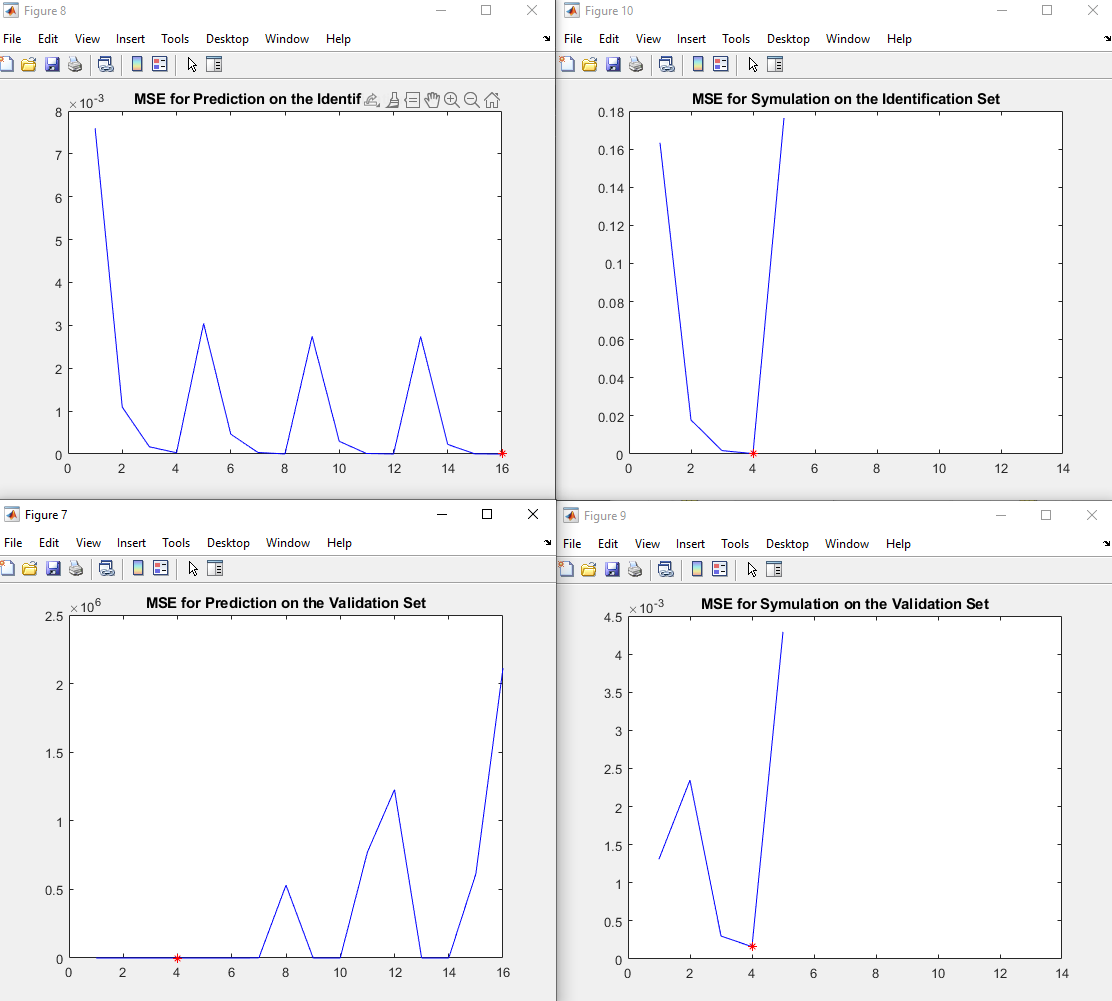 Figure 8
File Edit View Insert Tools Desktop Window Help
MSE for Prediction on the Identif
×10-3
8
7
6
5
4
3
2
1
0
0 2 4 6 8 10 12 14 16
Figure 10
File Edit View Insert Tools Desktop Window Help
MSE for Symulation on the Identification Set
0.18
0.16
0.14
0.12
0.1
0.08
0.06
0.04
0.02
0
0 2 4 6 8 10 12 14
Figure 7
File Edit View Insert Tools Desktop Window Help
MSE for Prediction on the Validation Set
×106
2.5
2
1.5
1
0.5
0
0 2 4 6 8 10 12 14 16
Figure 9
File Edit View Insert Tools Desktop Window Help
MSE for Symulation on the Validation Set
×10-3
4.5
4
3.5
3
2.5
2
1.5
1
0.5
0
0 2 4 6 8 10 12 14